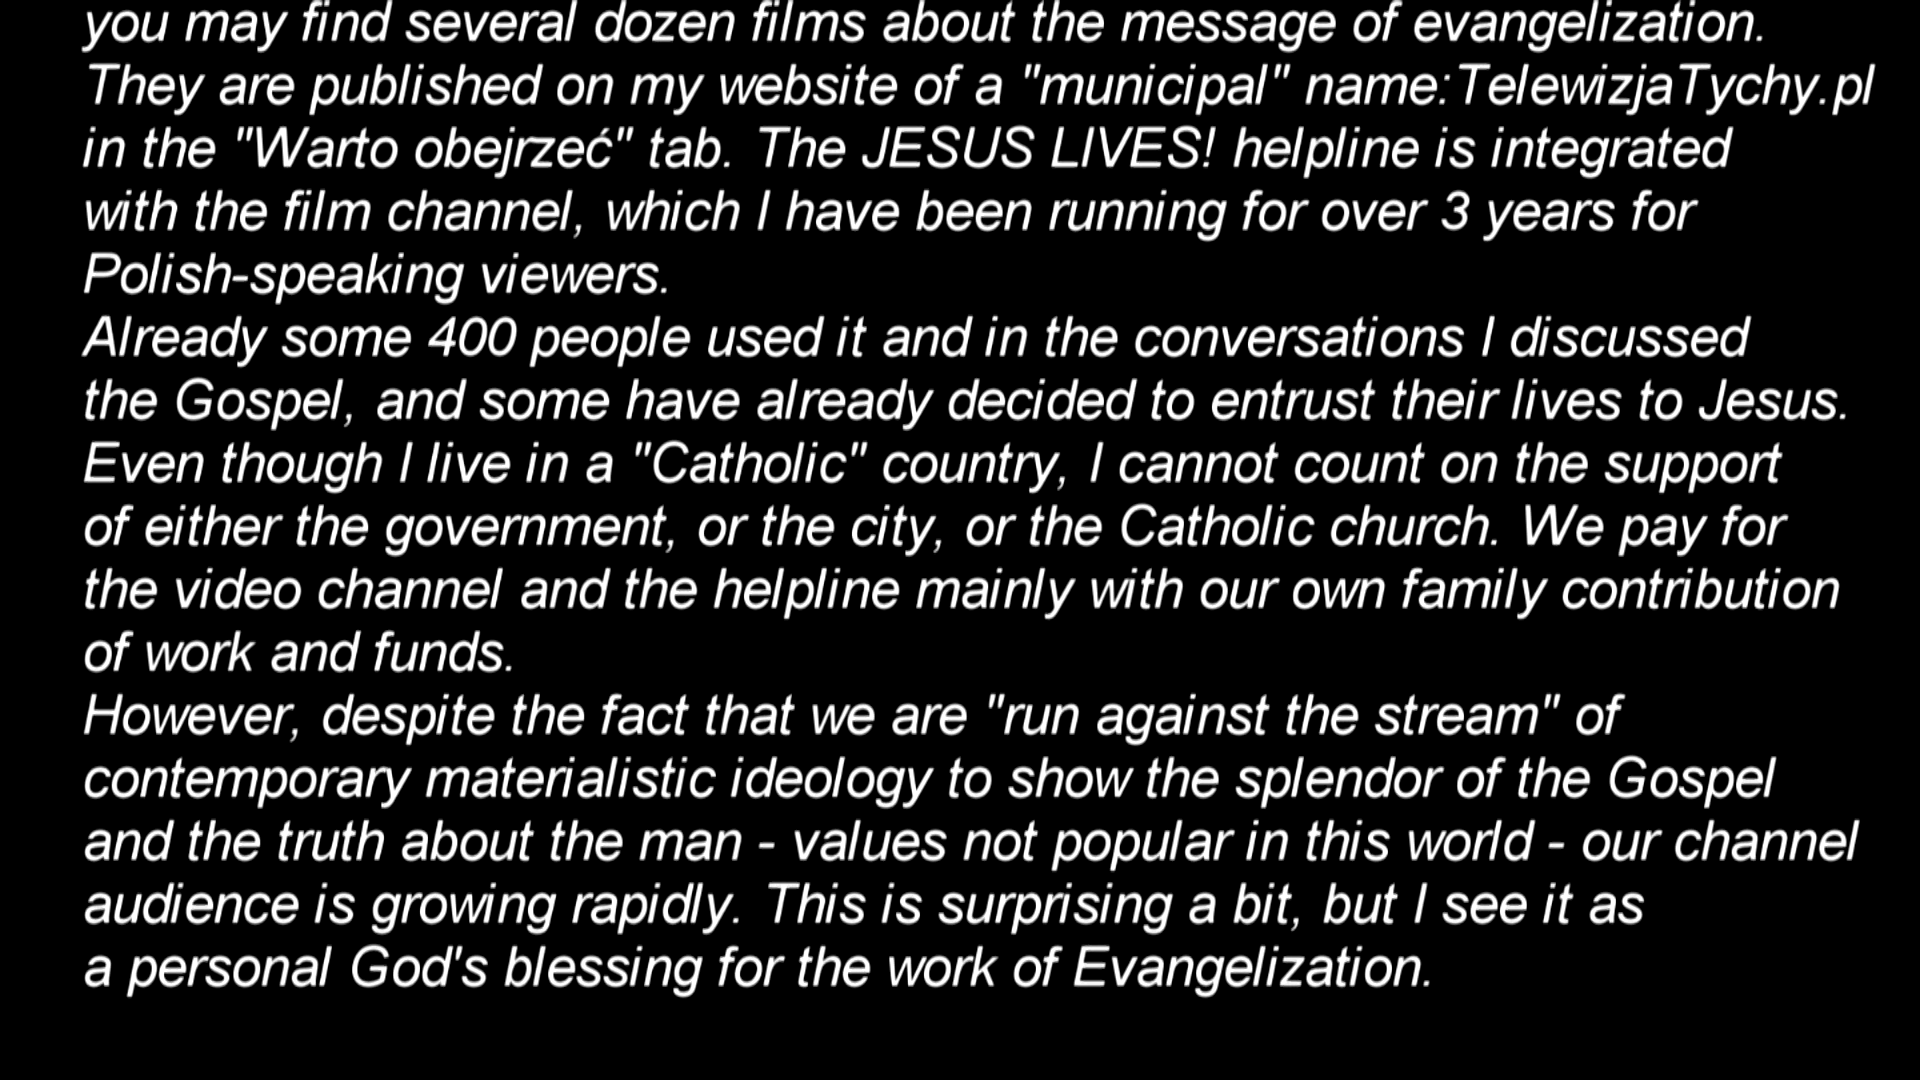 you may find several dozen films about the message of evangelization.
They are published on my website of a "municipal" name:TelewizjaTychy.pl
in the "Warto obejrzeć" tab. The JESUS LIVES! helpline is integrated
with the film channel, which I have been running for over 3 years for
Polish-speaking viewers.
Already some 400 people used it and in the conversations I discussed
the Gospel, and some have already decided to entrust their lives to Jesus.
Even though I live in a "Catholic" country, I cannot count on the support
of either the government, or the city, or the Catholic church. We pay for
the video channel and the helpline mainly with our own family contribution
of work and funds.
However, despite the fact that we are "run against the stream" of
contemporary materialistic ideology to show the splendor of the Gospel
and the truth about the man - values not popular in this world - our channel
audience is growing rapidly. This is surprising a bit, but I see it as
a personal God's blessing for the work of Evangelization.